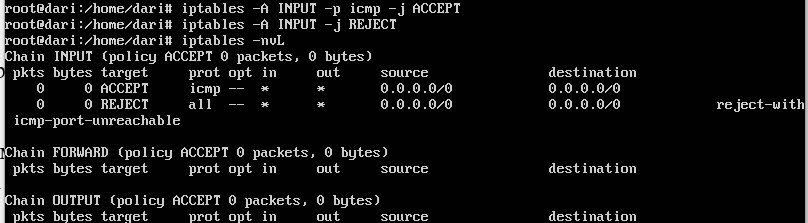 root@dari:/home/dari# iptables -A INPUT -p icmp -j ACCEPT
root@dari:/home/dari# iptables -A INPUT -j REJECT
root@dari:/home/dari# iptables -nvL
Chain INPUT (policy ACCEPT 0 packets, 0 bytes)
 pkts bytes target     prot opt in     out     source               destination
    0     0 ACCEPT     icmp --  *      *       0.0.0.0/0            0.0.0.0/0
    0     0 REJECT     all  --  *      *       0.0.0.0/0            0.0.0.0/0            reject-with
 icmp-port-unreachable
Chain FORWARD (policy ACCEPT 0 packets, 0 bytes)
 pkts bytes target     prot opt in     out     source               destination
Chain OUTPUT (policy ACCEPT 0 packets, 0 bytes)
 pkts bytes target     prot opt in     out     source               destination